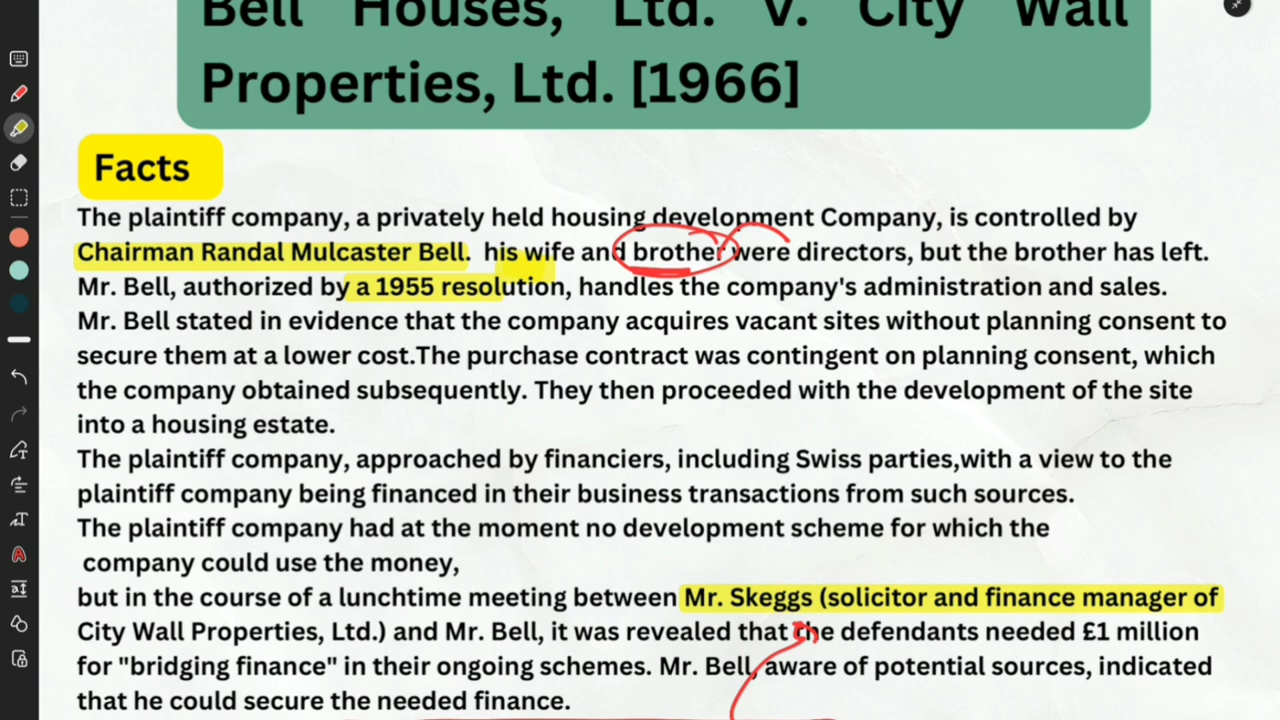 Bell Houses, Ltd. v. City Wall
Properties, Ltd. [1966]
Facts
The plaintiff company, a privately held housing development Company, is controlled by
Chairman Randal Mulcaster Bell. his wife and brother were directors, but the brother has left.
Mr. Bell, authorized by a 1955 resolution, handles the company's administration and sales.
Mr. Bell stated in evidence that the company acquires vacant sites without planning consent to
secure them at a lower cost.The purchase contract was contingent on planning consent, which
the company obtained subsequently. They then proceeded with the development of the site
into a housing estate.
The plaintiff company, approached by financiers, including Swiss parties,with a view to the
plaintiff company being financed in their business transactions from such sources.
The plaintiff company had at the moment no development scheme for which the
company could use the money,
but in the course of a lunchtime meeting between Mr. Skeggs (solicitor and finance manager of
City Wall Properties, Ltd.) and Mr. Bell, it was revealed that the defendants needed £1 million
for "bridging finance" in their ongoing schemes. Mr. Bell, aware of potential sources, indicated
that he could secure the needed finance.